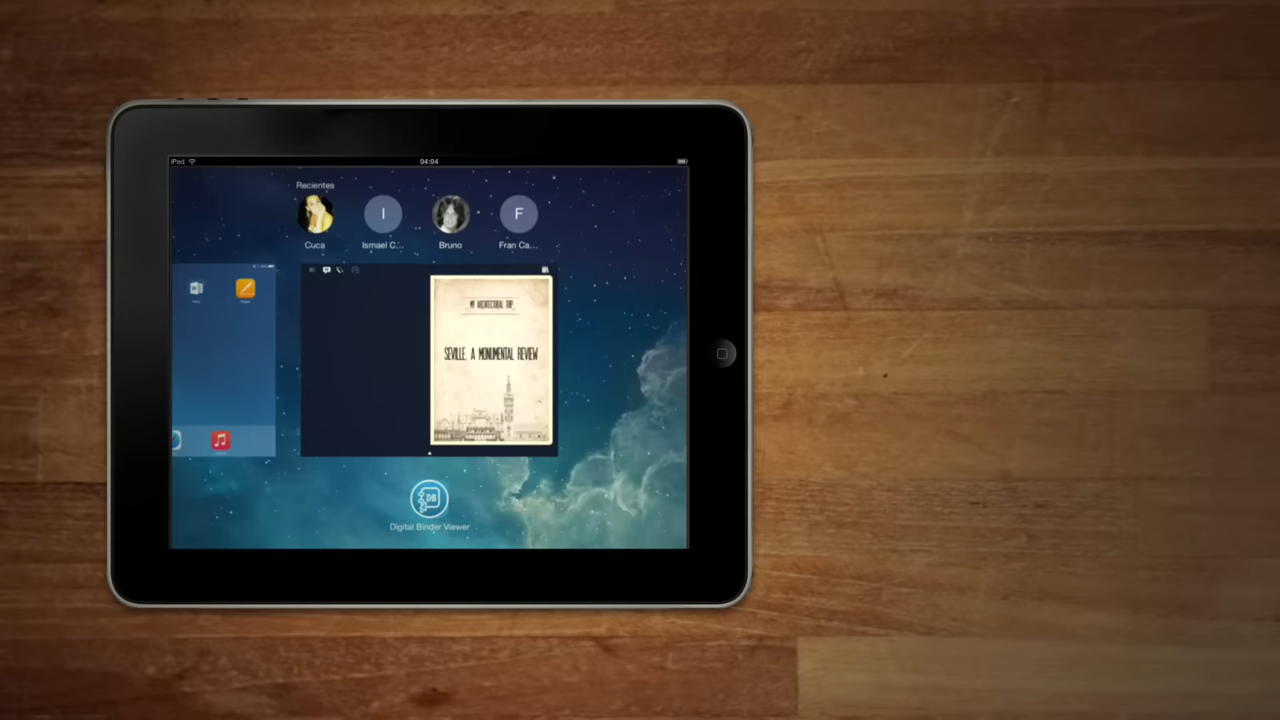 iPad
04:04
Recientes
I
F
Cuca
Ismael C...
Bruno
Fran Ca...
MY ARCHITECTURAL TRIP
SEVILLE, A MONUMENTAL REVIEW
DB
Digital Binder Viewer